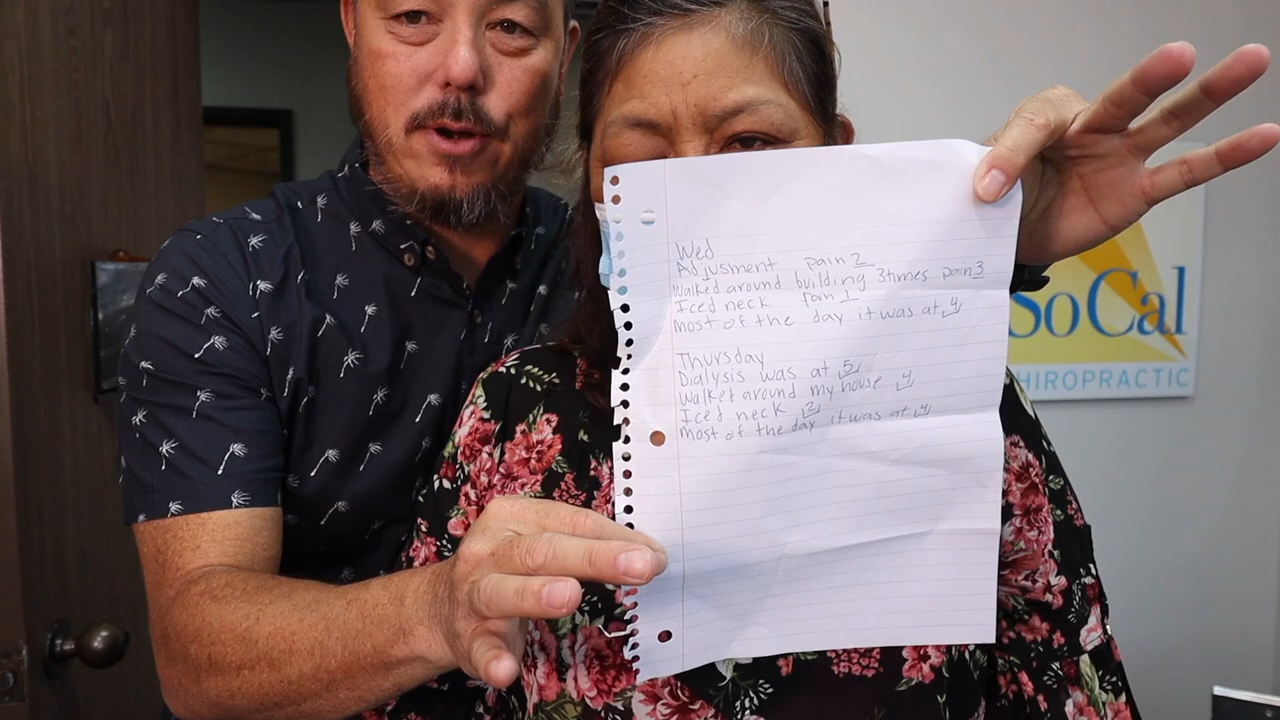 Wed
Adjusment pain 2
Walked around building 3times pain 3
Iced neck pain 1
most of the day it was at 4
Thursday
Dialysis was at 5
Walked around my house 4
Iced neck 2
most of the day it was at 4
SoCal
CHIROPRACTIC